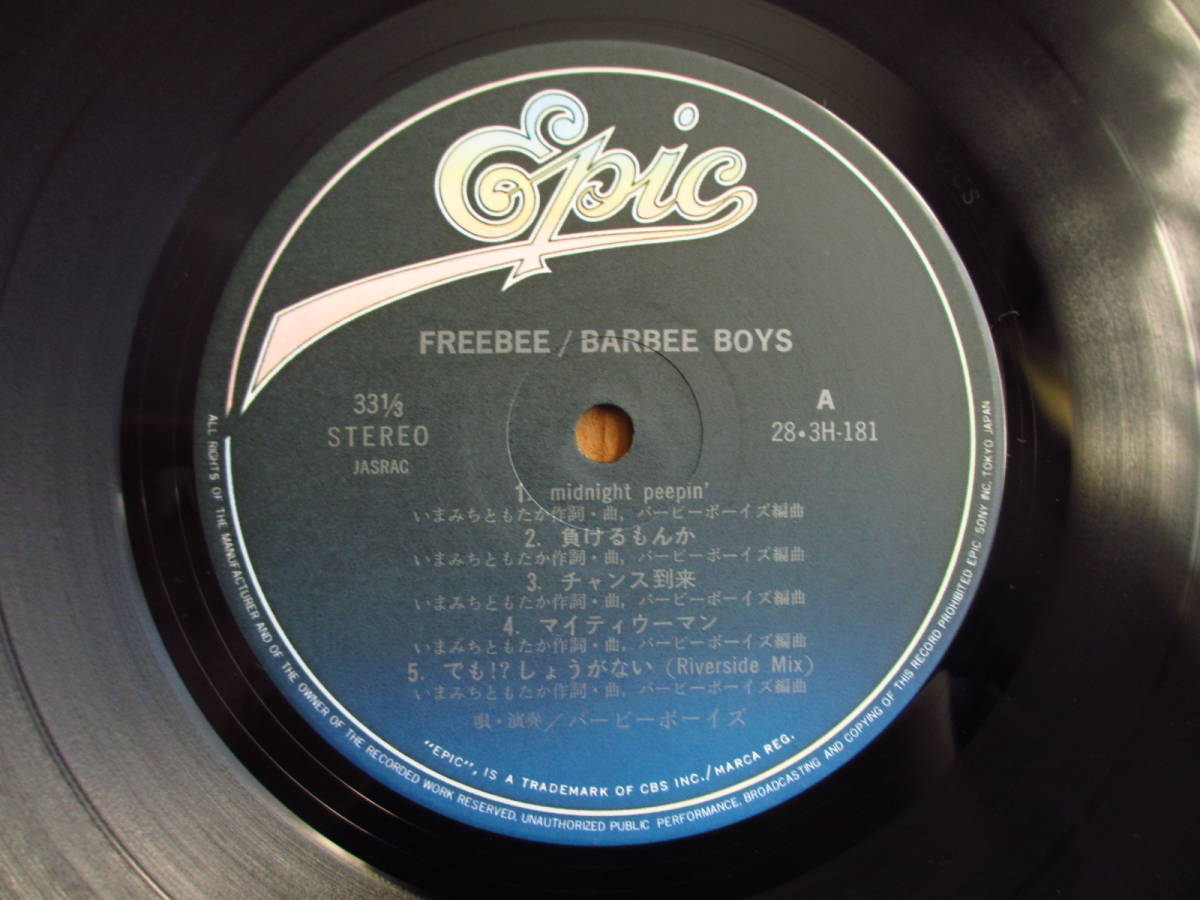 Epic
FREEBEE / BARBEE BOYS
33⅓
STEREO
JASRAC
A
28・3H-181
1. midnight peepin'
いまみちともたか作詞・曲, バービーボーイズ編曲
2. 負けるもんか
いまみちともたか作詞・曲, バービーボーイズ編曲
3. チャンス到来
いまみちともたか作詞・曲, バービーボーイズ編曲
4. マイティウーマン
いまみちともたか作詞・曲, バービーボーイズ編曲
5. でも!?しょうがない (Riverside Mix)
いまみちともたか作詞・曲, バービーボーイズ編曲
唄・演奏/バービーボーイズ
"EPIC", IS A TRADEMARK OF CBS INC./MARCA REG.
ALL RIGHTS OF THE MANUFACTURER AND OF THE OWNER OF THE RECORDED WORK RESERVED. UNAUTHORIZED PUBLIC PERFORMANCE, BROADCASTING AND COPYING OF THIS RECORD PROHIBITED EPIC SONY INC. TOKYO JAPAN